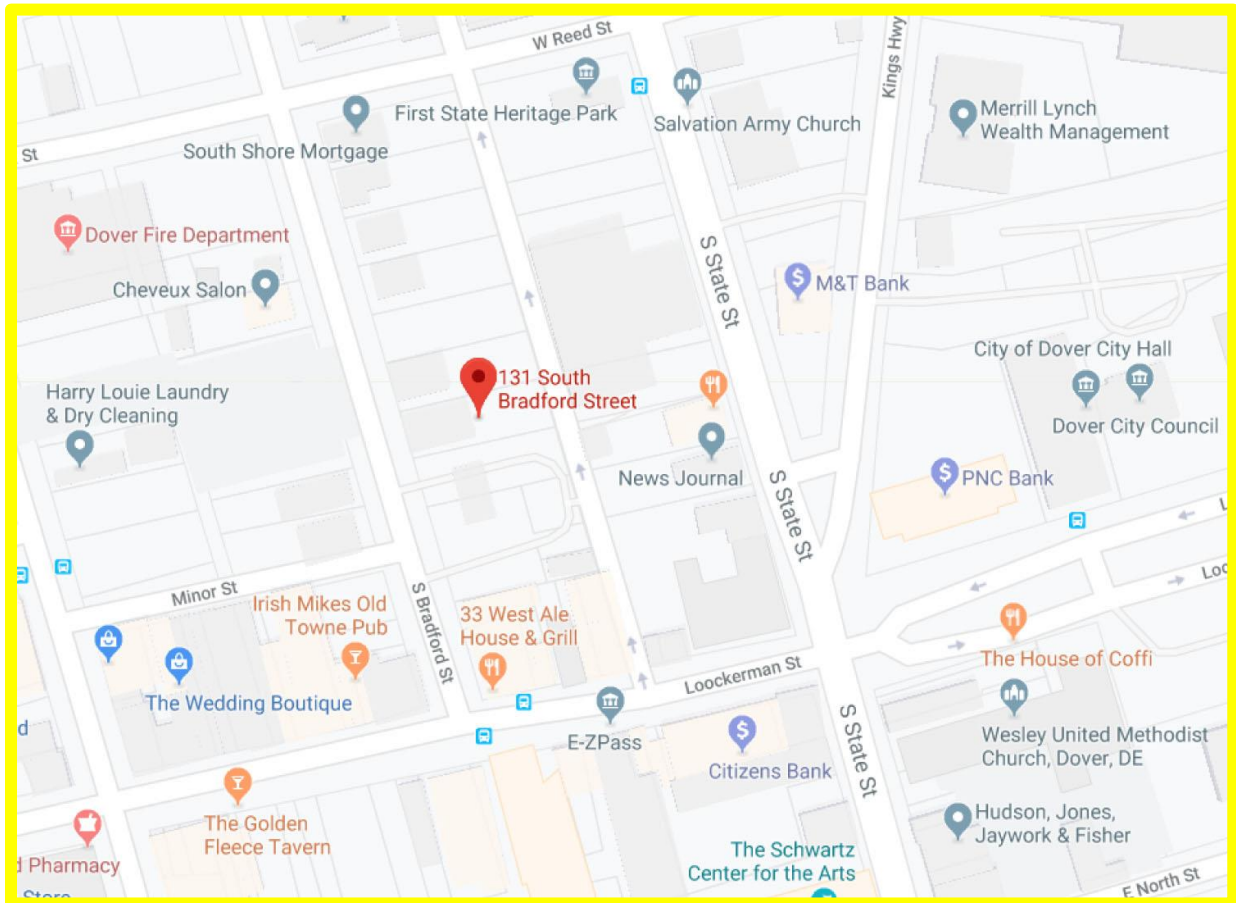 W Reed St
Kings Hwy
First State Heritage Park
Salvation Army Church
Merrill Lynch
Wealth Management
St
South Shore Mortgage
Dover Fire Department
Cheveux Salon
S State St
M&T Bank
City of Dover City Hall
Dover City Council
131 South
Bradford Street
Harry Louie Laundry
& Dry Cleaning
News Journal
S State St
PNC Bank
L
Loc
Minor St
S Bradford St
Irish Mikes Old
Towne Pub
33 West Ale
House & Grill
The Wedding Boutique
Loockerman St
The House of Coffi
E-ZPass
Citizens Bank
S State St
Wesley United Methodist
Church, Dover, DE
d
The Golden
Fleece Tavern
Hudson, Jones,
Jaywork & Fisher
d Pharmacy
Store
The Schwartz
Center for the Arts
E North St